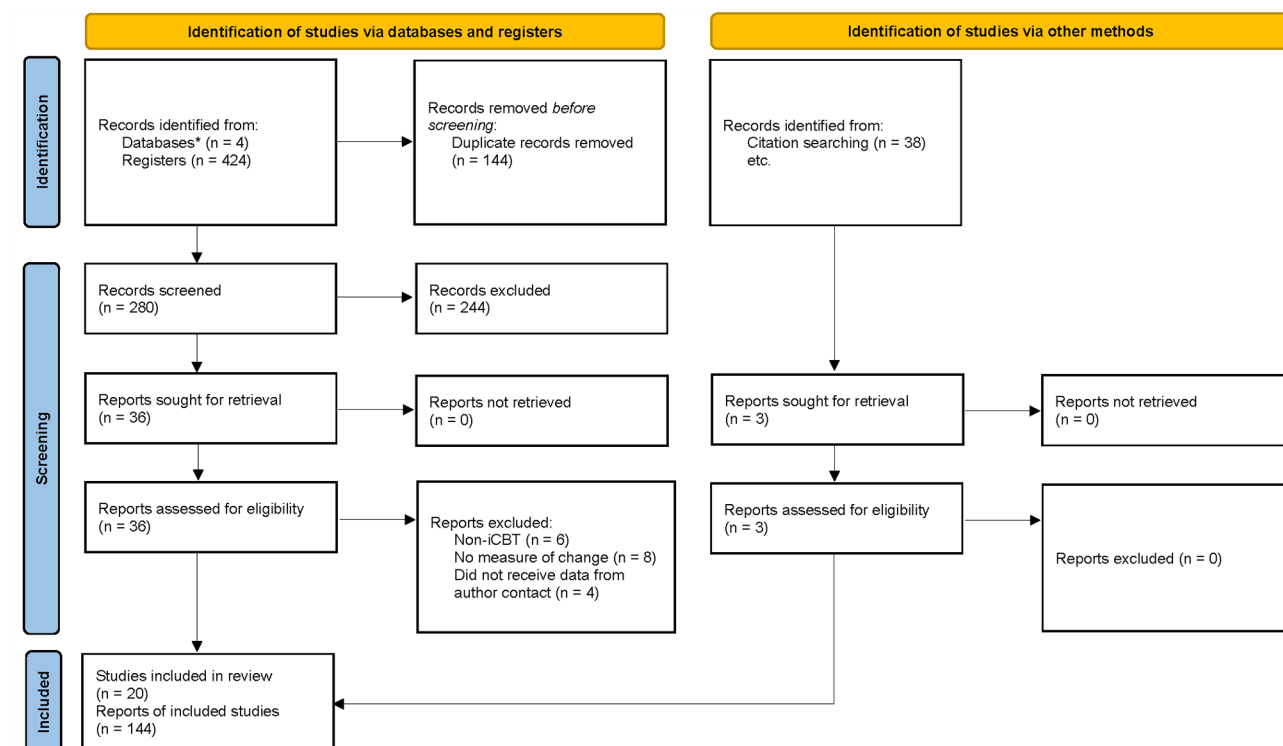 Identification of studies via databases and registers
Identification of studies via other methods
Identification
Records identified from:
Databases* (n = 4)
Registers (n = 424)
Records removed before
screening:
Duplicate records removed
(n = 144)
Records identified from:
Citation searching (n = 38)
etc.
Screening
Records screened
(n = 280)
Records excluded
(n = 244)
Reports sought for retrieval
(n = 36)
Reports not retrieved
(n = 0)
Reports sought for retrieval
(n = 3)
Reports not retrieved
(n = 0)
Reports assessed for eligibility
(n = 36)
Reports excluded:
Non-iCBT (n = 6)
No measure of change (n = 8)
Did not receive data from
author contact (n = 4)
Reports assessed for eligibility
(n = 3)
Reports excluded (n = 0)
Included
Studies included in review
(n = 20)
Reports of included studies
(n = 144)